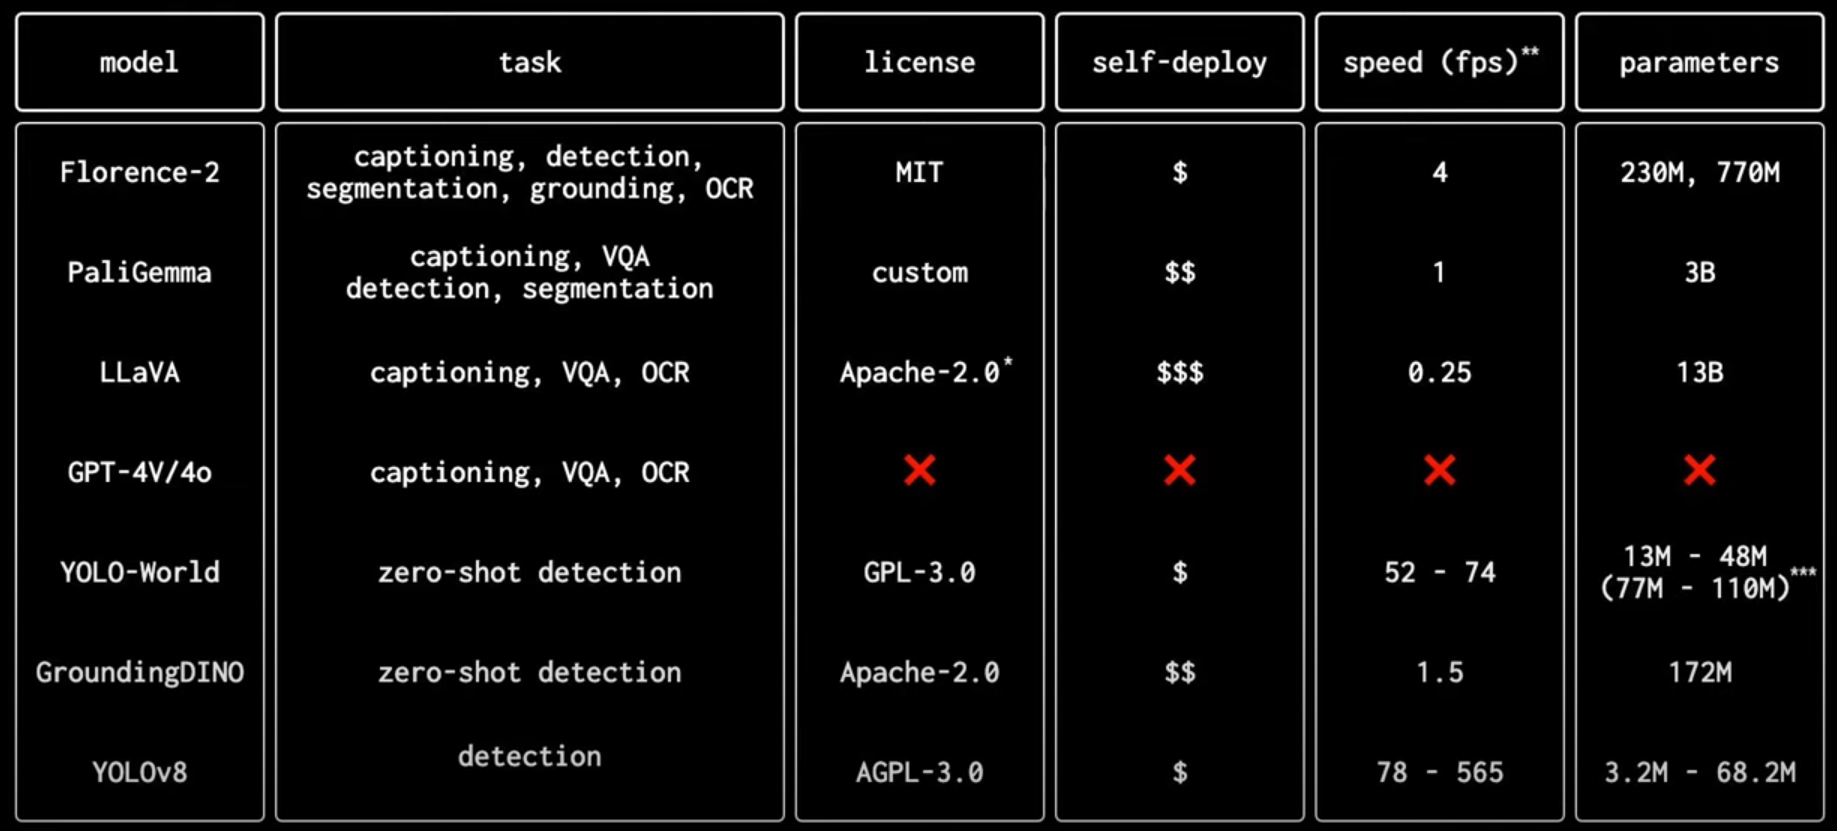 model task license self-deploy speed (fps)** parameters
Florence-2 captioning, detection, MIT $ 4 230M, 770M
segmentation, grounding, OCR
PaliGemma captioning, VQA custom $$ 1 3B
detection, segmentation
LLaVA captioning, VQA, OCR Apache-2.0* $$$ 0.25 13B
GPT-4V/4o captioning, VQA, OCR ❌ ❌ ❌ ❌
YOLO-World zero-shot detection GPL-3.0 $ 52 - 74 13M - 48M
(77M - 110M)***
GroundingDINO zero-shot detection Apache-2.0 $$ 1.5 172M
YOLOv8 detection AGPL-3.0 $ 78 - 565 3.2M - 68.2M